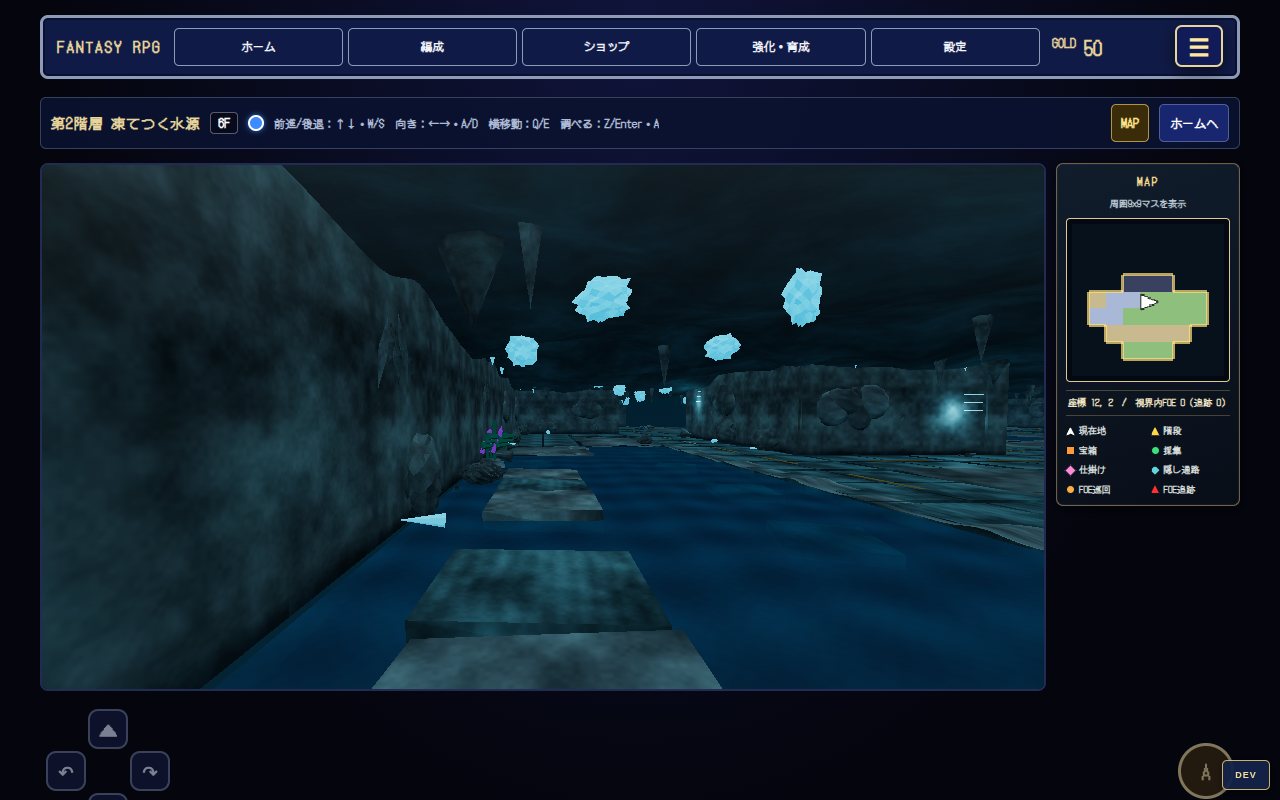 FANTASY RPG
ホーム
編成
ショップ
強化・育成
設定
GOLD 50
第2階層 凍てつく水源
6F
前進/後退：↑↓・W/S 向き：←→・A/D 横移動：Q/E 調べる：Z/Enter・A
MAP
ホームへ
MAP
周囲9x9マスを表示
座標 12, 2 / 視界内FOE 0 (追跡 0)
現在地
階段
宝箱
採集
仕掛け
隠し通路
FOE巡回
FOE追跡
A
DEV